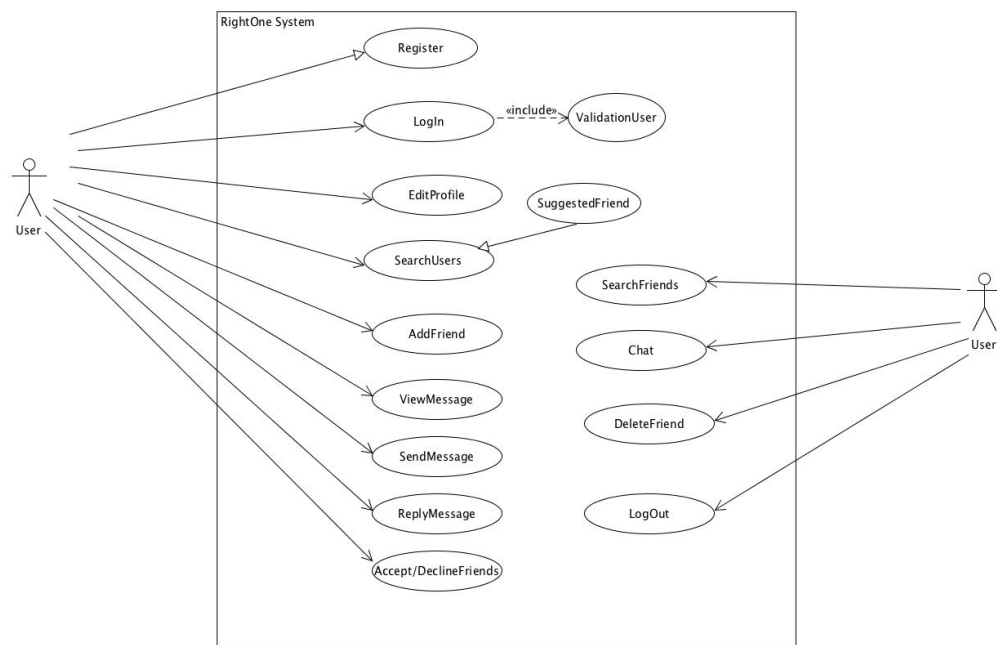 RightOne System
Register
«include»
LogIn
ValidationUser
EditProfile
SuggestedFriend
User
SearchUsers
SearchFriends
AddFriend
Chat
User
ViewMessage
DeleteFriend
SendMessage
ReplyMessage
LogOut
Accept/DeclineFriends